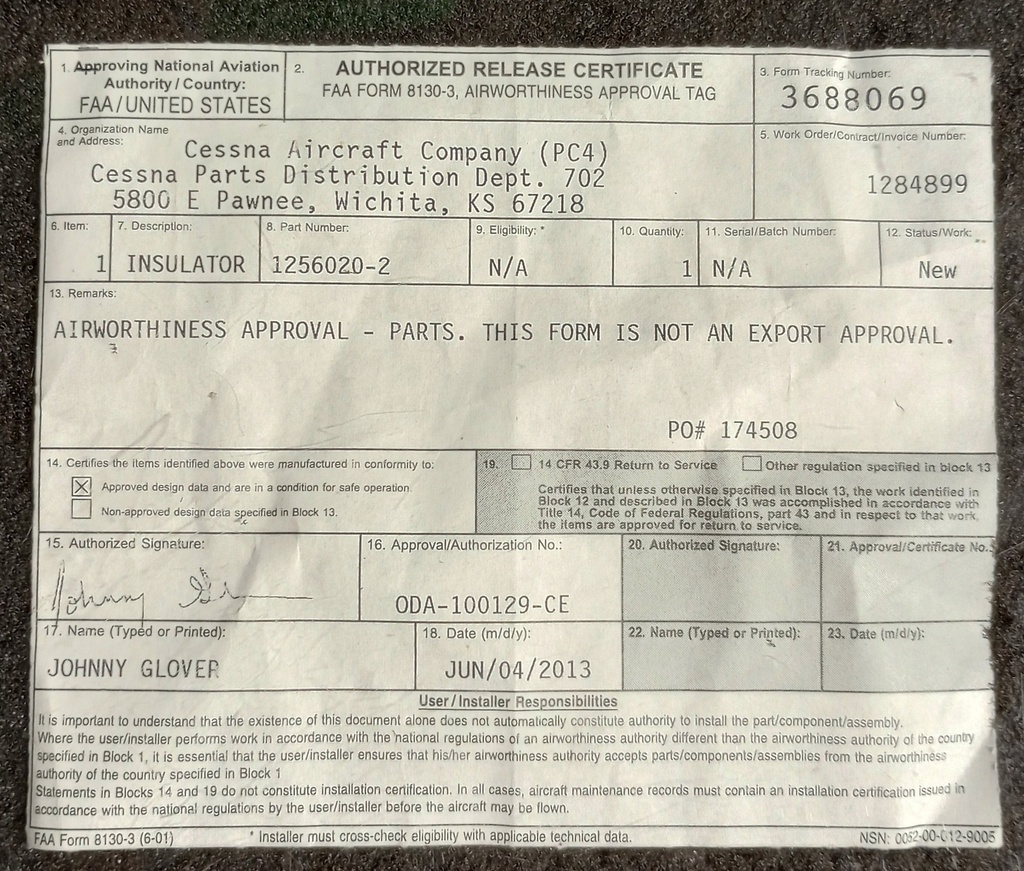 1. Approving National Aviation
Authority / Country:
FAA/UNITED STATES
2.
AUTHORIZED RELEASE CERTIFICATE
FAA FORM 8130-3, AIRWORTHINESS APPROVAL TAG
3. Form Tracking Number:
3688069
4. Organization Name
and Address:
Cessna Aircraft Company (PC4)
Cessna Parts Distribution Dept. 702
5800 E Pawnee, Wichita, KS 67218
5. Work Order/Contract/Invoice Number:
1284899
6. Item:
1
7. Description:
INSULATOR
8. Part Number:
1256020-2
9. Eligibility: *
N/A
10. Quantity:
1
11. Serial/Batch Number:
N/A
12. Status/Work:
New
13. Remarks:
AIRWORTHINESS APPROVAL - PARTS. THIS FORM IS NOT AN EXPORT APPROVAL.
PO# 174508
14. Certifies the items identified above were manufactured in conformity to:
Approved design data and are in a condition for safe operation.
Non-approved design data specified in Block 13.
19. 14 CFR 43.9 Return to Service Other regulation specified in block 13
Certifies that unless otherwise specified in Block 13, the work identified in
Block 12 and described in Block 13 was accomplished in accordance with
Title 14, Code of Federal Regulations, part 43 and in respect to that work,
the items are approved for return to service.
15. Authorized Signature:
Johnny
16. Approval/Authorization No.:
ODA-100129-CE
20. Authorized Signature:
21. Approval/Certificate No.:
17. Name (Typed or Printed):
JOHNNY GLOVER
18. Date (m/d/y):
JUN/04/2013
22. Name (Typed or Printed):
23. Date (m/d/y):
User/Installer Responsibilities
It is important to understand that the existence of this document alone does not automatically constitute authority to install the part/component/assembly.
Where the user/installer performs work in accordance with the national regulations of an airworthiness authority different than the airworthiness authority of the country
specified in Block 1, it is essential that the user/installer ensures that his/her airworthiness authority accepts parts/components/assemblies from the airworthiness
authority of the country specified in Block 1
Statements in Blocks 14 and 19 do not constitute installation certification. In all cases, aircraft maintenance records must contain an installation certification issued in
accordance with the national regulations by the user/installer before the aircraft may be flown.
FAA Form 8130-3 (6-01)
* Installer must cross-check eligibility with applicable technical data.
NSN: 0052-00-012-9005